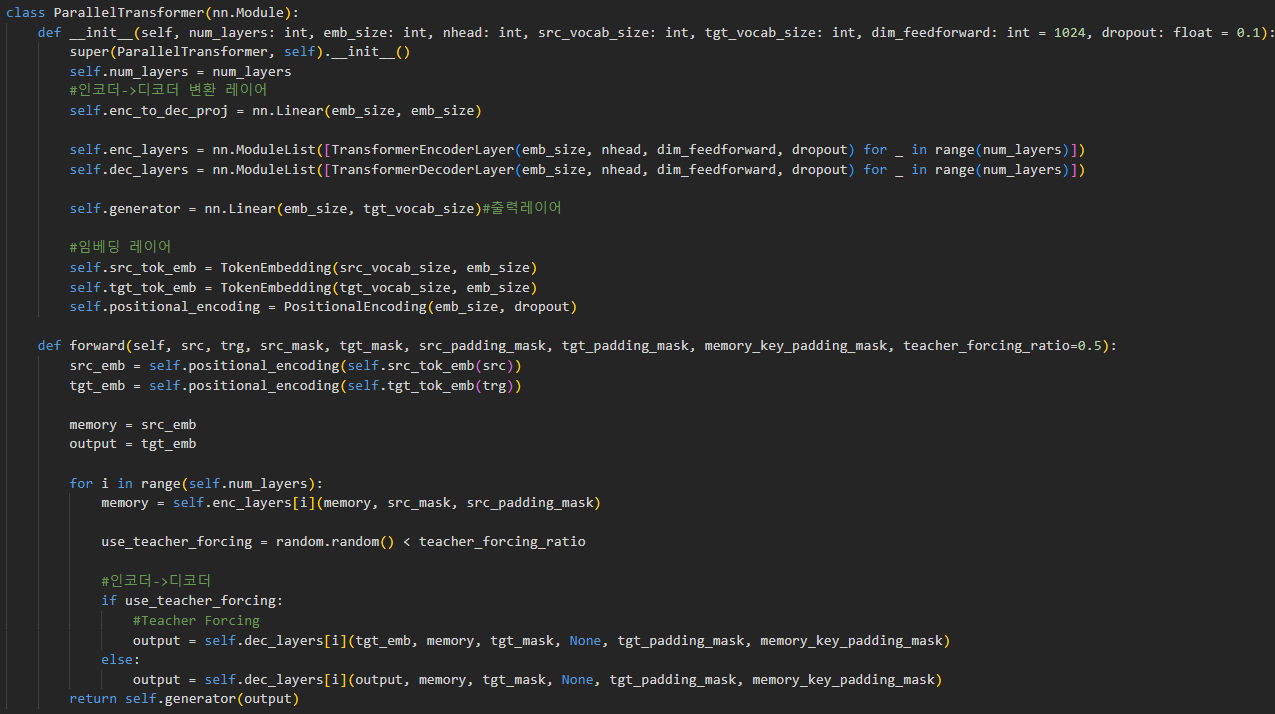 class ParallelTransformer(nn.Module):
    def __init__(self, num_layers: int, emb_size: int, nhead: int, src_vocab_size: int, tgt_vocab_size: int, dim_feedforward: int = 1024, dropout: float = 0.1):
        super(ParallelTransformer, self).__init__()
        self.num_layers = num_layers
        #인코더->디코더 변환 레이어
        self.enc_to_dec_proj = nn.Linear(emb_size, emb_size)

        self.enc_layers = nn.ModuleList([TransformerEncoderLayer(emb_size, nhead, dim_feedforward, dropout) for _ in range(num_layers)])
        self.dec_layers = nn.ModuleList([TransformerDecoderLayer(emb_size, nhead, dim_feedforward, dropout) for _ in range(num_layers)])

        self.generator = nn.Linear(emb_size, tgt_vocab_size)#출력레이어

        #임베딩 레이어
        self.src_tok_emb = TokenEmbedding(src_vocab_size, emb_size)
        self.tgt_tok_emb = TokenEmbedding(tgt_vocab_size, emb_size)
        self.positional_encoding = PositionalEncoding(emb_size, dropout)

    def forward(self, src, trg, src_mask, tgt_mask, src_padding_mask, tgt_padding_mask, memory_key_padding_mask, teacher_forcing_ratio=0.5):
        src_emb = self.positional_encoding(self.src_tok_emb(src))
        tgt_emb = self.positional_encoding(self.tgt_tok_emb(trg))

        memory = src_emb
        output = tgt_emb

        for i in range(self.num_layers):
            memory = self.enc_layers[i](memory, src_mask, src_padding_mask)

            use_teacher_forcing = random.random() < teacher_forcing_ratio

            #인코더->디코더
            if use_teacher_forcing:
                #Teacher Forcing
                output = self.dec_layers[i](tgt_emb, memory, tgt_mask, None, tgt_padding_mask, memory_key_padding_mask)
            else:
                output = self.dec_layers[i](output, memory, tgt_mask, None, tgt_padding_mask, memory_key_padding_mask)
        return self.generator(output)